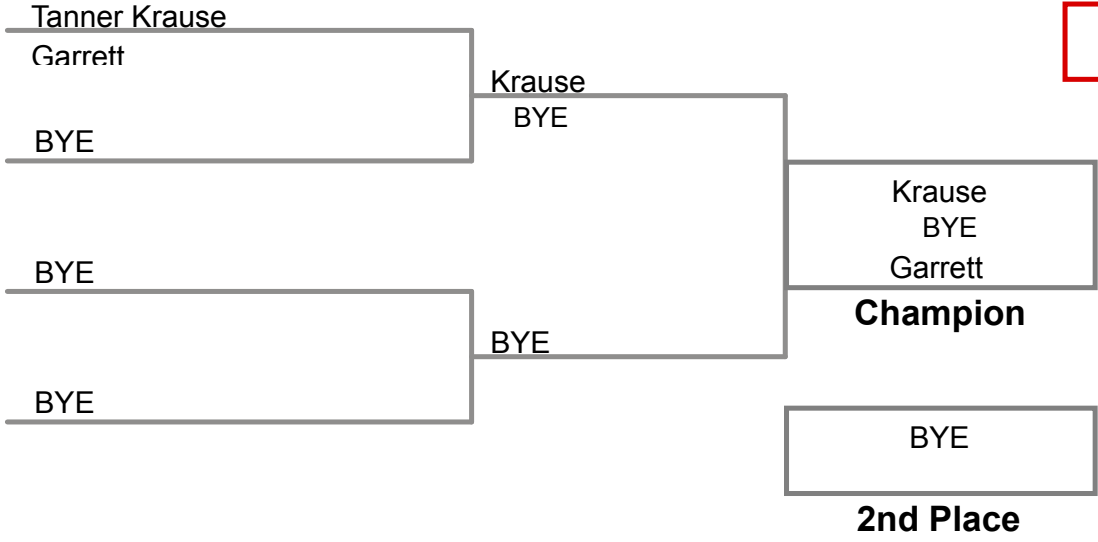 Tanner Krause
Garrett
Krause
BYE
BYE
Krause
BYE
Garrett
Champion
BYE
BYE
BYE
BYE
2nd Place